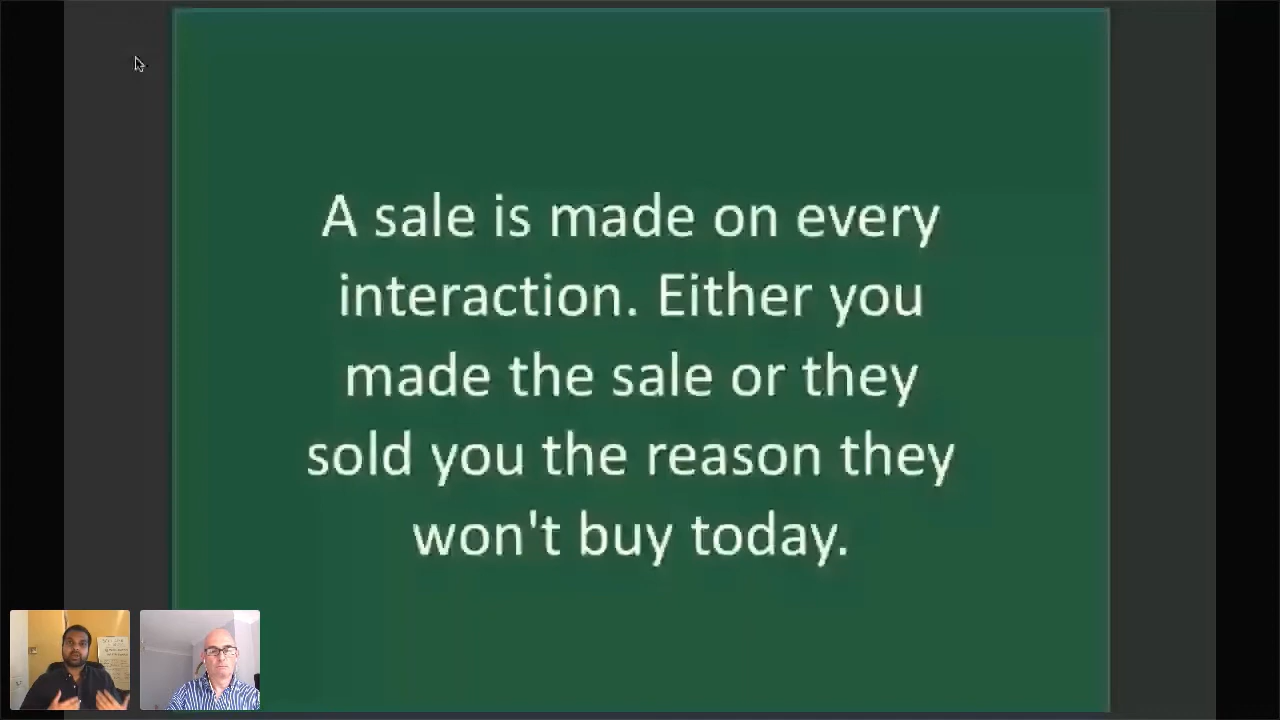 A sale is made on every
interaction. Either you
made the sale or they
sold you the reason they
won't buy today.